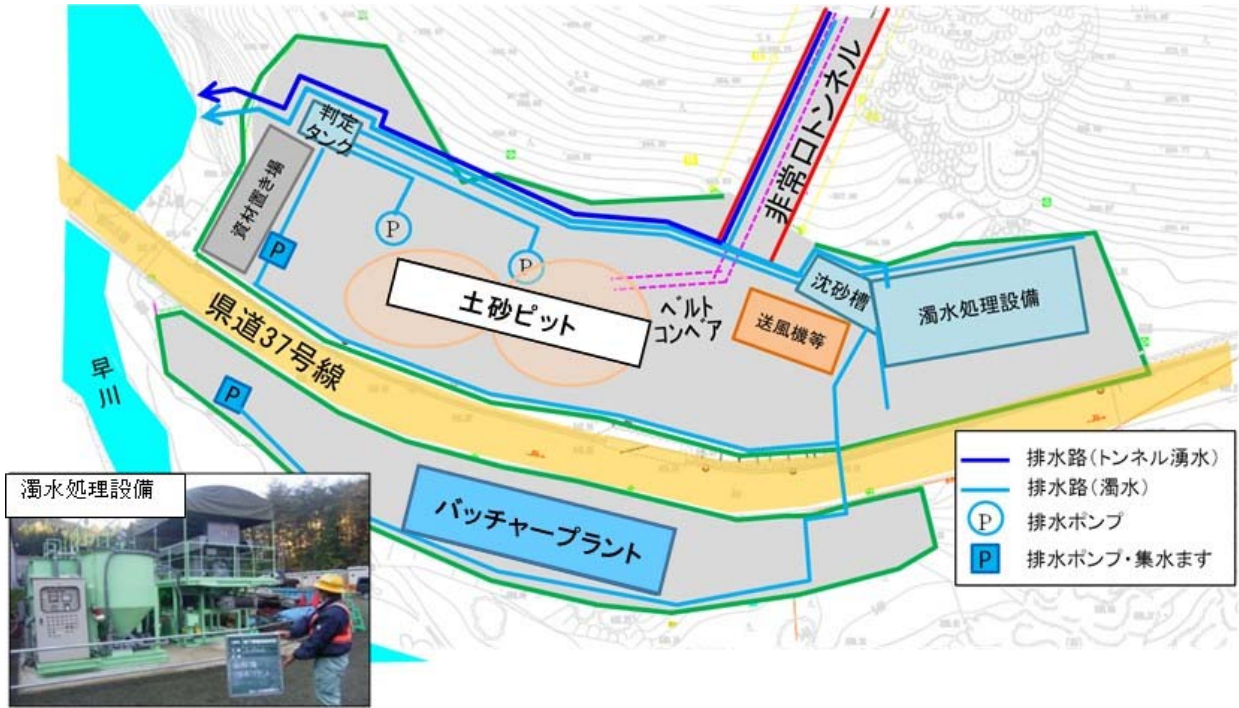 判定
タンク
資材置き場
P
P
P
土砂ピット
ベルト
コンベア
非常口トンネル
送風機等
沈砂槽
濁水処理設備
県道37号線
早
川
P
バッチャープラント
排水路(トンネル湧水)
排水路(濁水)
P
排水ポンプ
P
排水ポンプ・集水ます
濁水処理設備